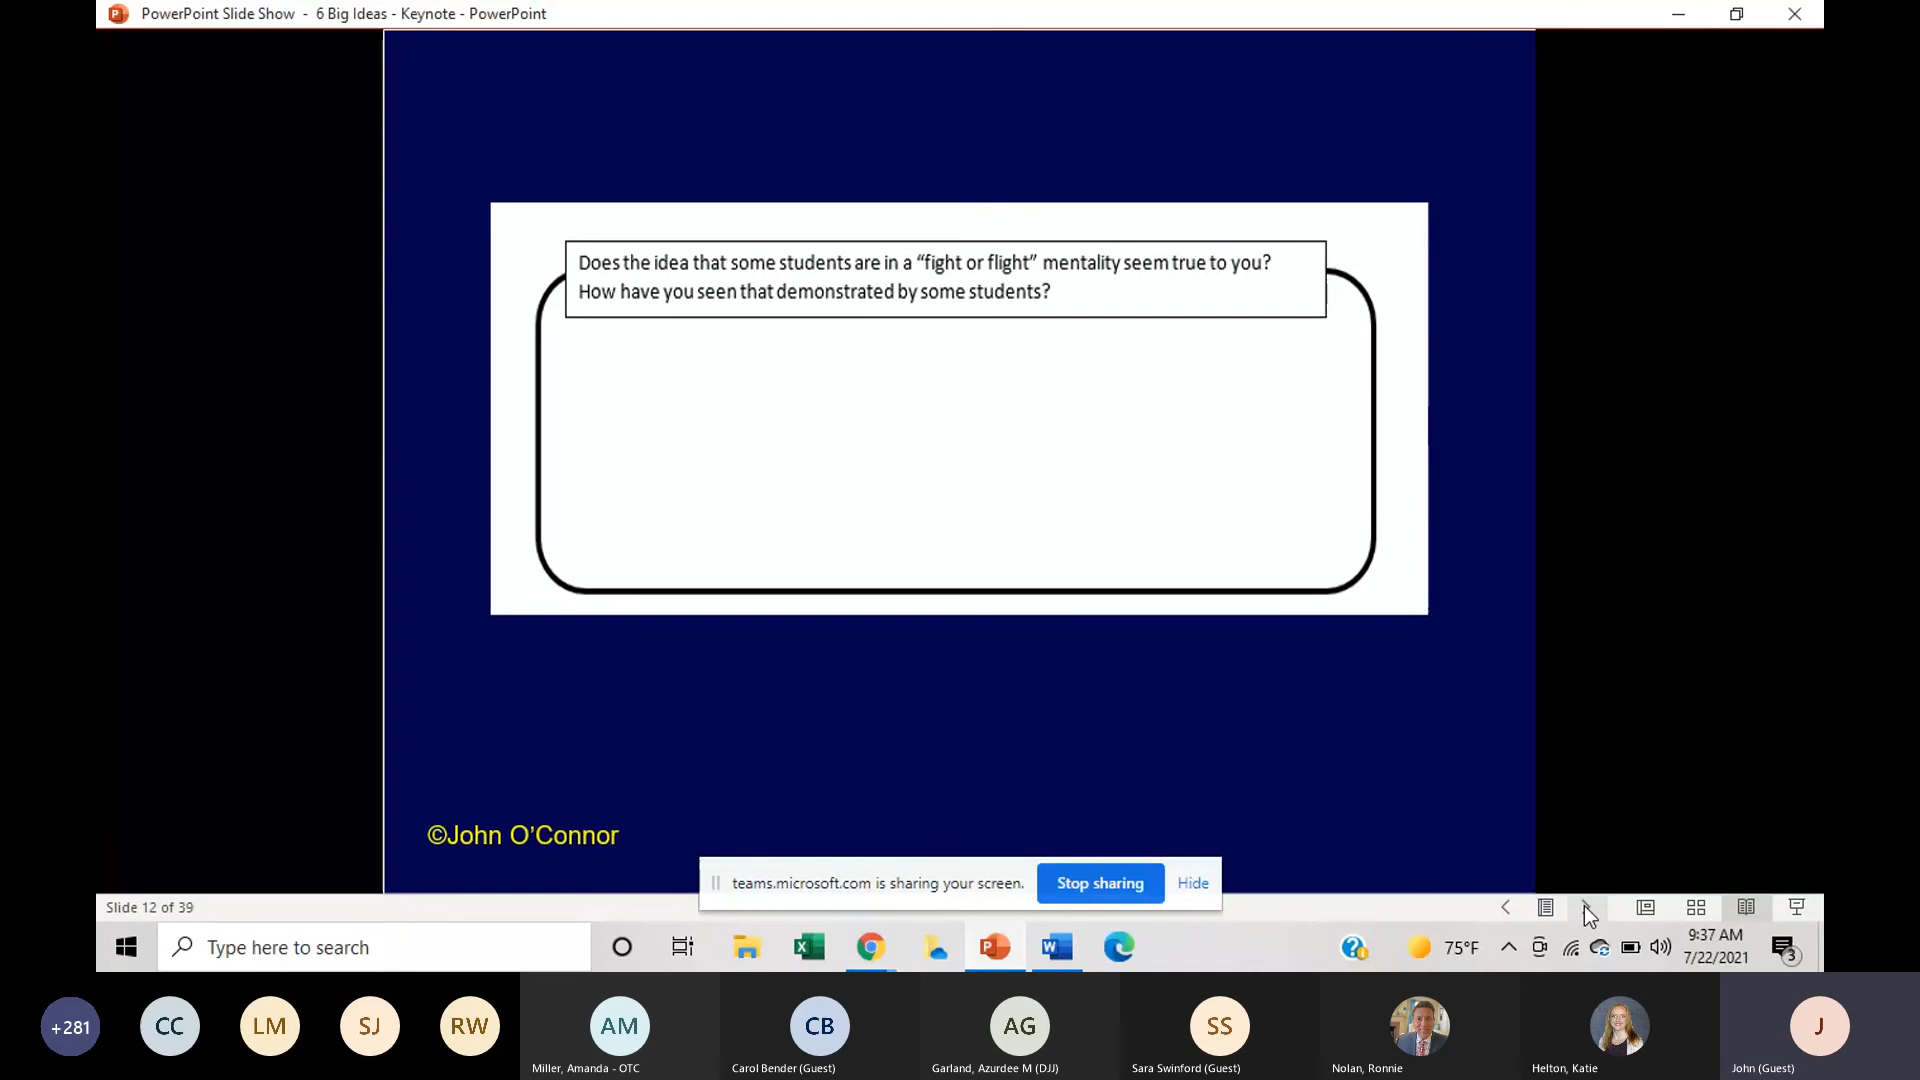 PowerPoint Slide Show - 6 Big Ideas - Keynote - PowerPoint
Does the idea that some students are in a “fight or flight” mentality seem true to you?
How have you seen that demonstrated by some students?
©John O’Connor
teams.microsoft.com is sharing your screen.
Stop sharing
Hide
Slide 12 of 39
Type here to search
75°F
9:37 AM
7/22/2021
3
+281
CC
LM
SJ
RW
AM
CB
AG
SS
J
Miller, Amanda - OTC
Carol Bender (Guest)
Garland, Azurdee M (DJJ)
Sara Swinford (Guest)
Nolan, Ronnie
Helton, Katie
John (Guest)